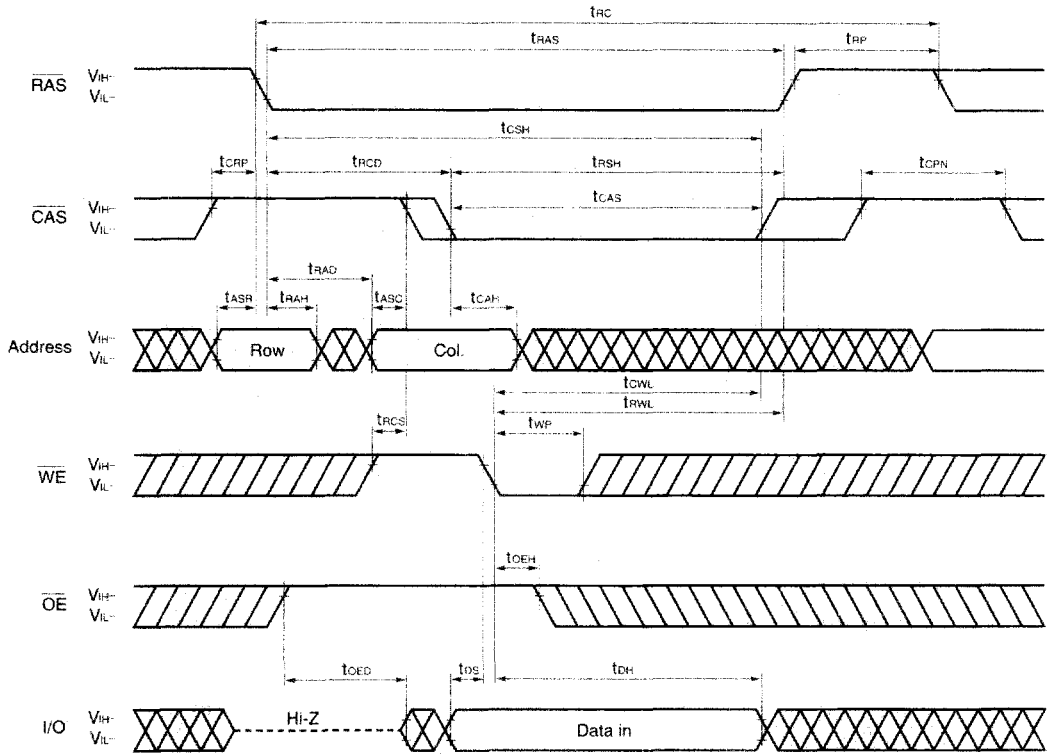 tRC
tRAS
tRP
RAS
VIH-
VIL-
tCSH
tCRP
tRCD
tRSH
tCPN
CAS
VIH-
VIL-
tCAS
tRAD
tASR
tRAH
tASC
tCAH
Address
VIH-
VIL-
Row
Col.
tCWL
tRWL
tRCS
tWP
WE
VIH-
VIL-
tOEH
OE
VIH-
VIL-
tOED
tDS
tDH
I/O
VIH-
VIL-
Hi-Z
Data in